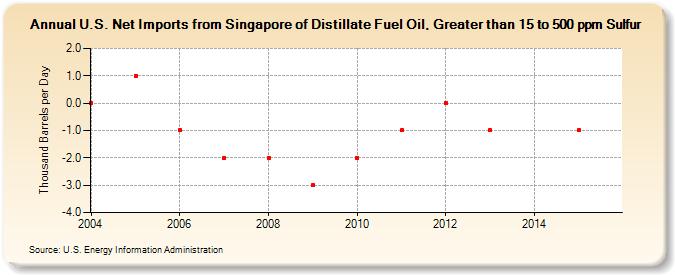 Annual U.S. Net Imports from Singapore of Distillate Fuel Oil, Greater than 15 to 500 ppm Sulfur
Thousand Barrels per Day
2.0
1.0
0.0
-1.0
-2.0
-3.0
-4.0
2004 2006 2008 2010 2012 2014
Source: U.S. Energy Information Administration